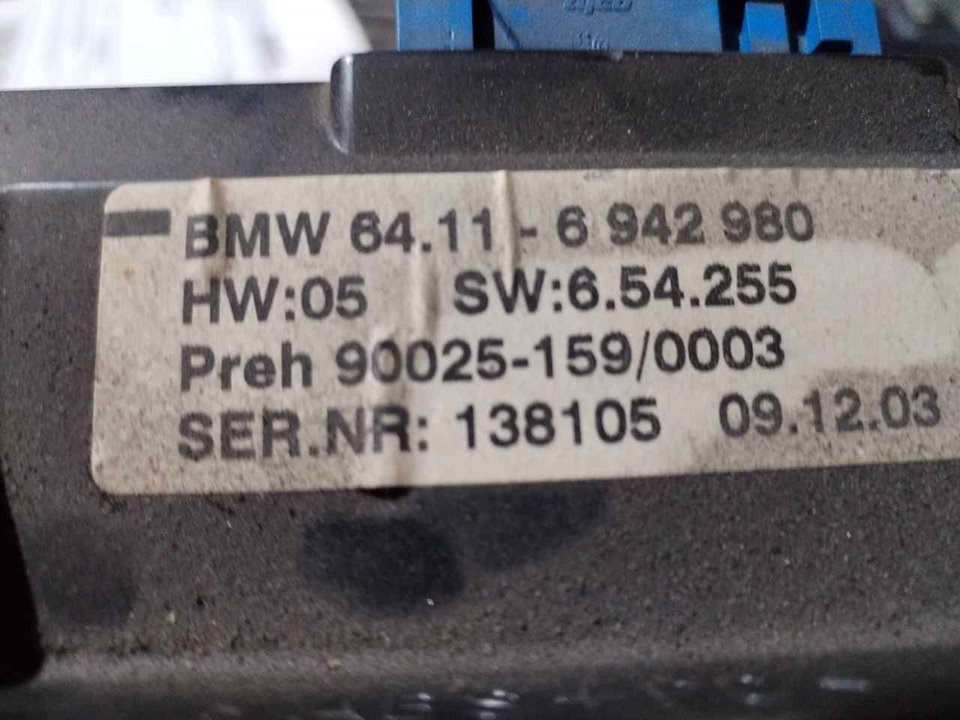 BMW 64.11 - 6 942 980
HW:05 SW:6.54.255
Preh 90025-159/0003
SER.NR: 138105 09.12.03